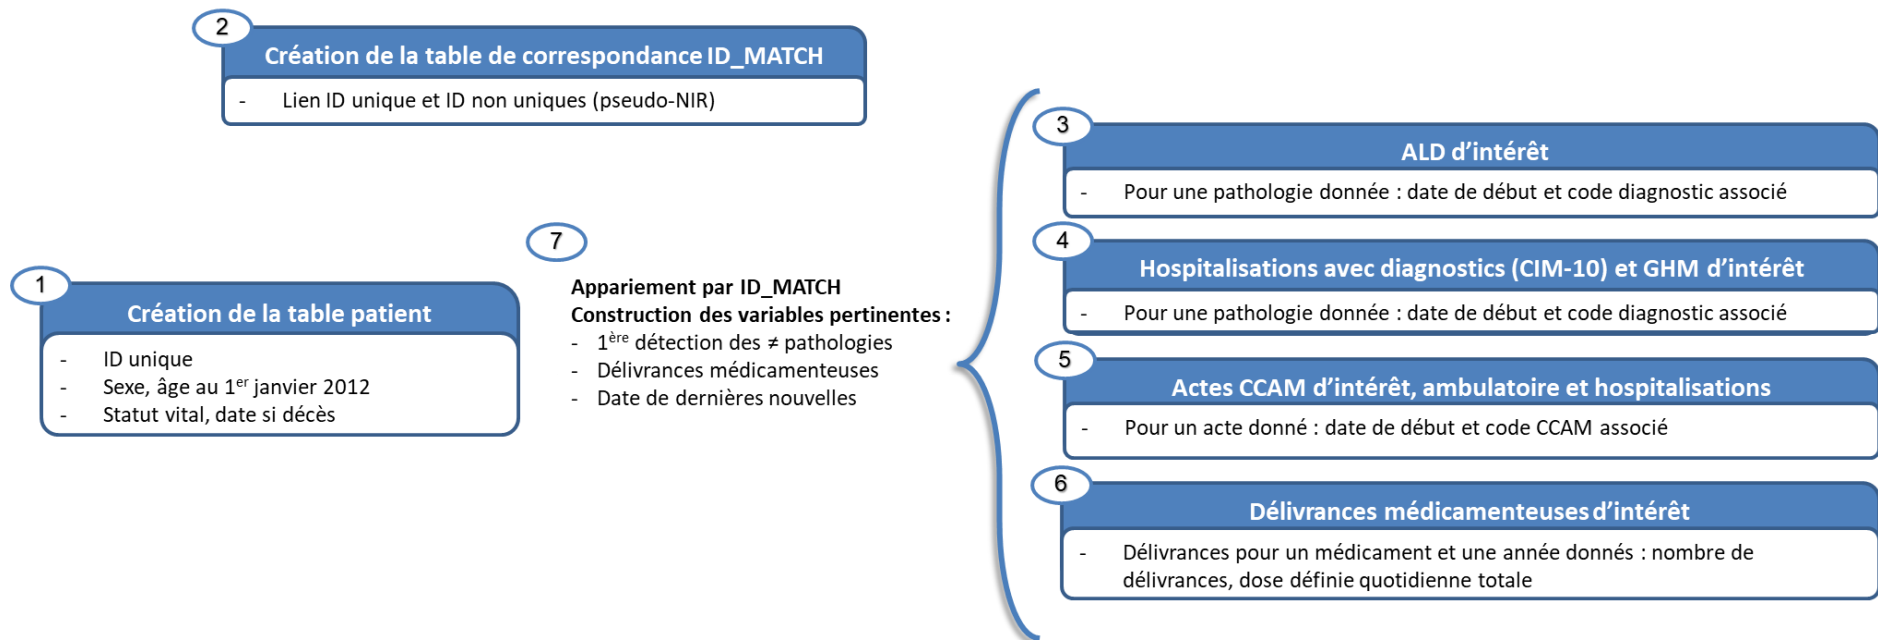 2
Création de la table de correspondance ID_MATCH
- Lien ID unique et ID non uniques (pseudo-NIR)
1
Création de la table patient
- ID unique
- Sexe, âge au 1er janvier 2012
- Statut vital, date si décès
7
Appariement par ID_MATCH
Construction des variables pertinentes :
- 1ère détection des ≠ pathologies
- Délivrances médicamenteuses
- Date de dernières nouvelles
3
ALD d’intérêt
- Pour une pathologie donnée : date de début et code diagnostic associé
4
Hospitalisations avec diagnostics (CIM-10) et GHM d’intérêt
- Pour une pathologie donnée : date de début et code diagnostic associé
5
Actes CCAM d’intérêt, ambulatoire et hospitalisations
- Pour un acte donné : date de début et code CCAM associé
6
Délivrances médicamenteuses d’intérêt
- Délivrances pour un médicament et une année donnés : nombre de
délivrances, dose définie quotidienne totale